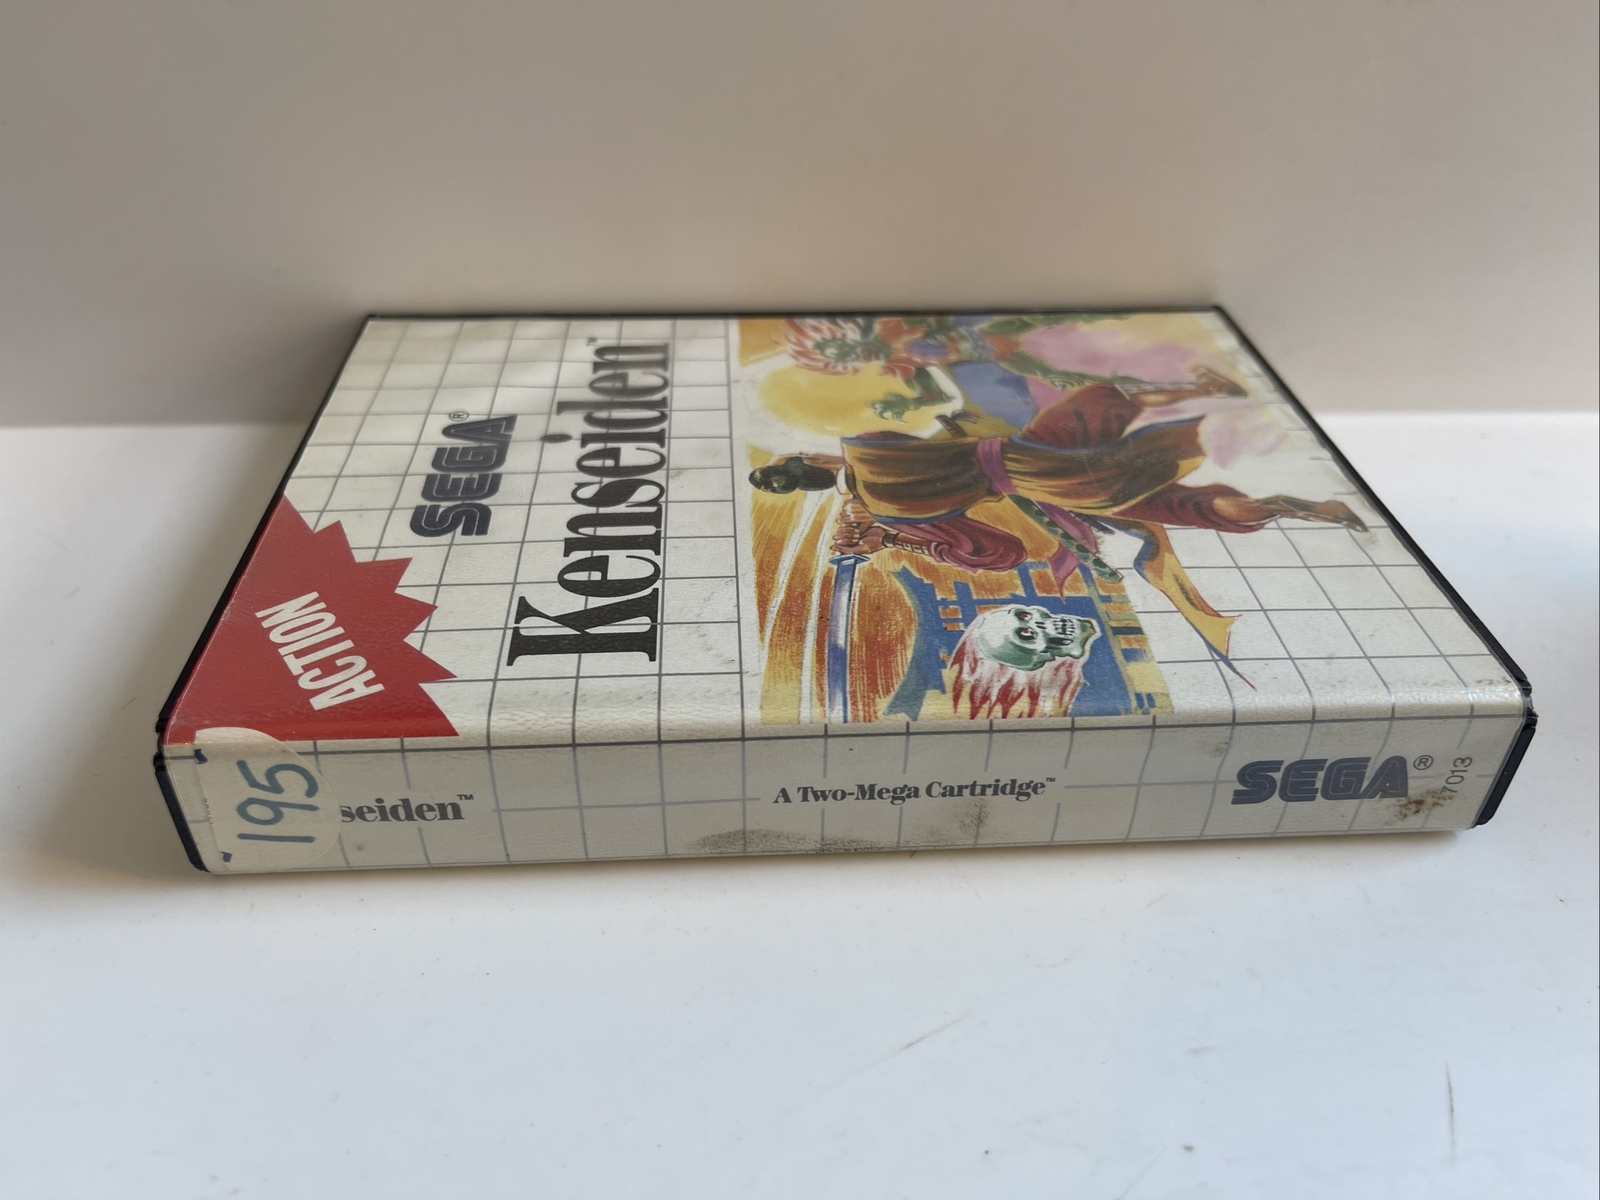 ACTION
SEGA®
Kenseiden™
195
seiden™
A Two-Mega Cartridge™
SEGA®
7013